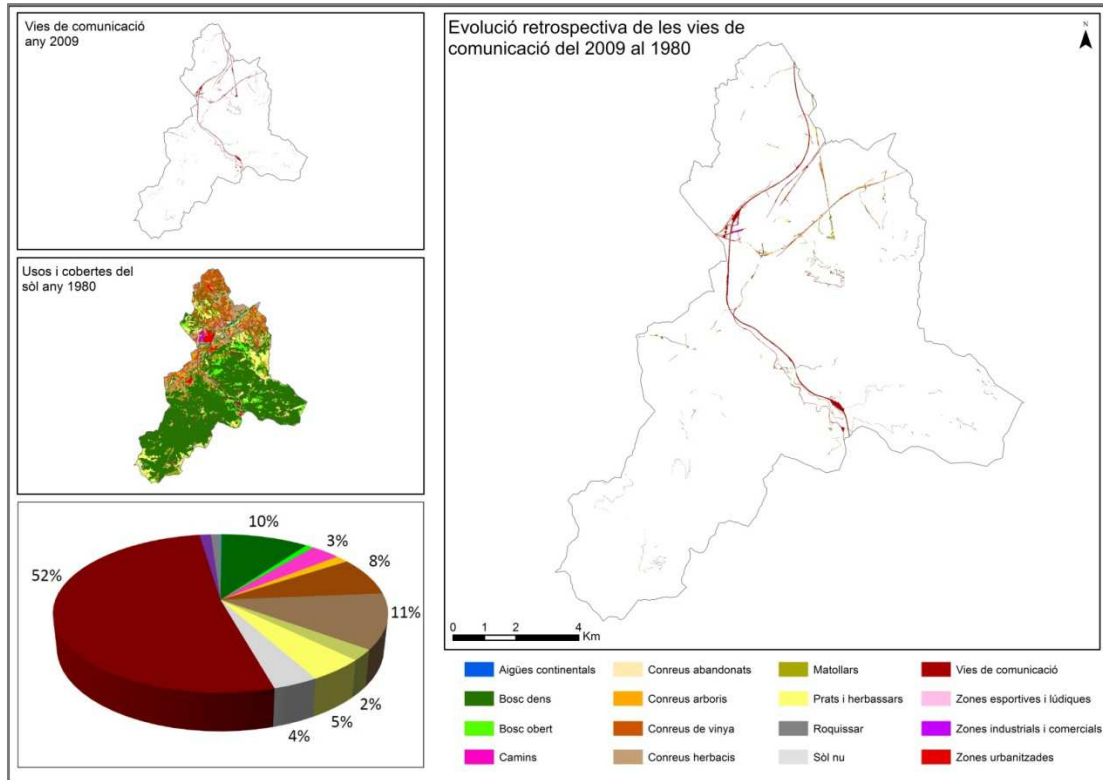 Vies de comunicació
any 2009
Usos i cobertes del
sòl any 1980
10%
3%
8%
11%
2%
5%
4%
52%
Evolució retrospectiva de les vies de
comunicació del 2009 al 1980
N
0 1 2 4
Km
Aigües continentals
Conreus abandonats
Matollars
Vies de comunicació
Bosc dens
Conreus arboris
Prats i herbassars
Zones esportives i lúdiques
Bosc obert
Conreus de vinya
Roquissar
Zones industrials i comercials
Camins
Conreus herbacis
Sòl nu
Zones urbanitzades